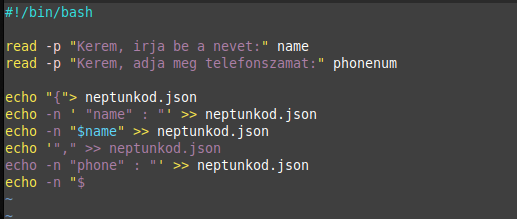 #!/bin/bash
read -p "Kerem, irja be a nevet:" name
read -p "Kerem, adja meg telefonszamat:" phonenum
echo "{"> neptunkod.json
echo -n ' "name" : "' >> neptunkod.json
echo -n "$name" >> neptunkod.json
echo '"," >> neptunkod.json
echo -n "phone" : "' >> neptunkod.json
echo -n "$
~
~